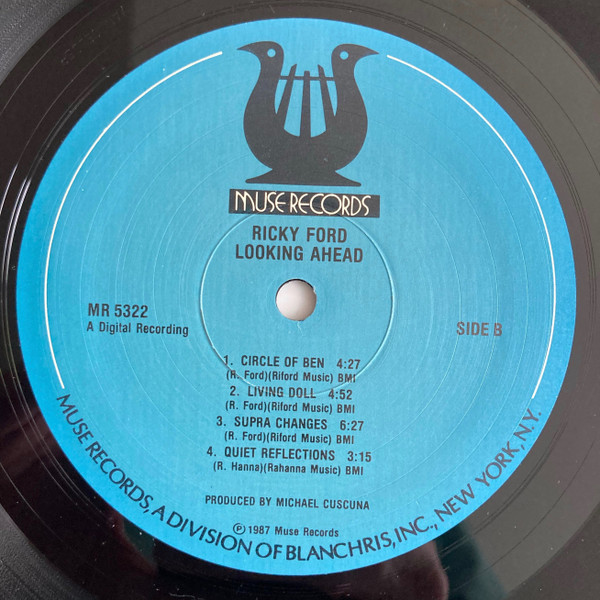 MUSE RECORDS
RICKY FORD
LOOKING AHEAD
MR 5322
A Digital Recording
SIDE B
1. CIRCLE OF BEN 4:27
(R. Ford)(Riford Music) BMI
2. LIVING DOLL 4:52
(R. Ford)(Riford Music) BMI
3. SUPRA CHANGES 6:27
(R. Ford)(Riford Music) BMI
4. QUIET REFLECTIONS 3:15
(R. Hanna)(Rahanna Music) BMI
PRODUCED BY MICHAEL CUSCUNA
℗ 1987 Muse Records
MUSE RECORDS, A DIVISION OF BLANCHRIS, INC., NEW YORK, N.Y.